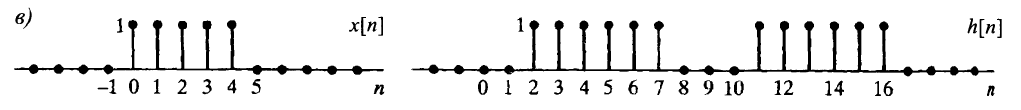 в)
1 x[n] 1 h[n]
–1 0 1 2 3 4 5 n 0 1 2 3 4 5 6 7 8 9 10 12 14 16 n